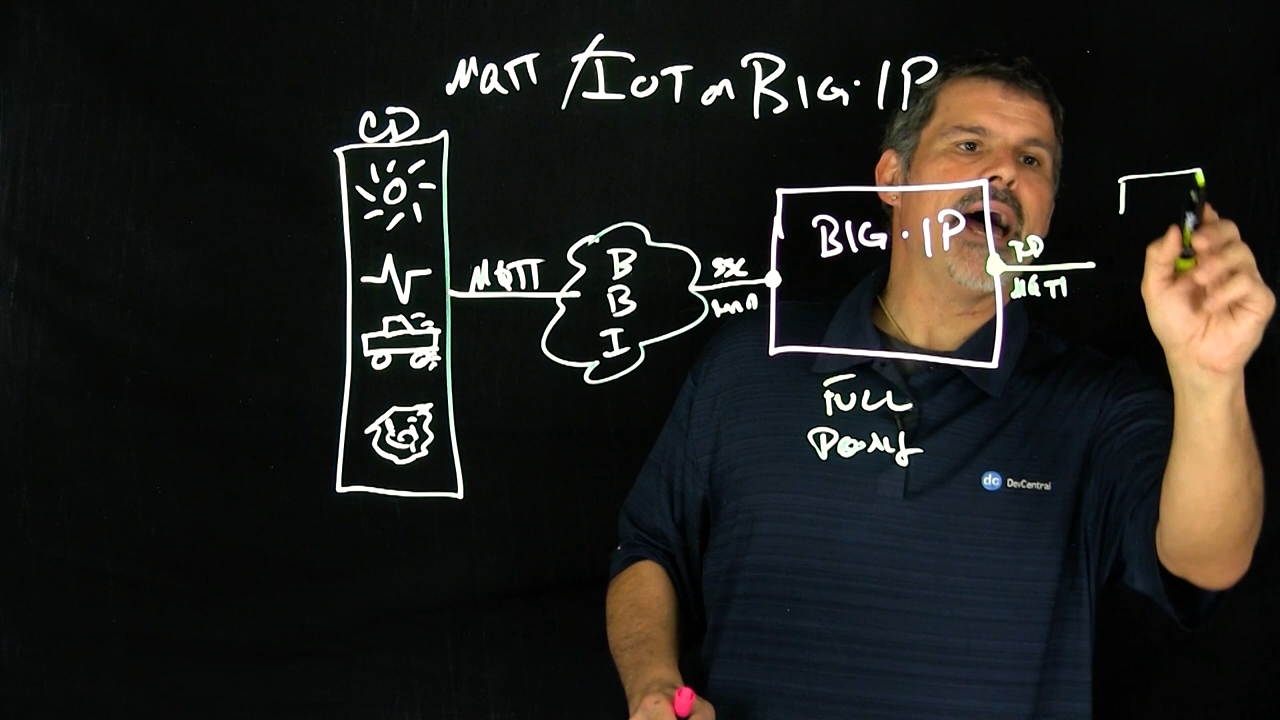 MQTT / IOT on BIG-IP
CD
MQTT
B
B
I
SSL
BIG-IP
MQTT
FULL
PROXY
dc DevCentral